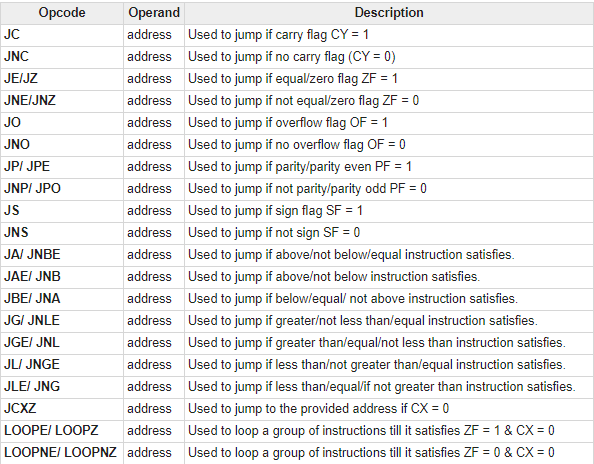 Opcode Operand Description
JC address Used to jump if carry flag CY = 1
JNC address Used to jump if no carry flag (CY = 0)
JE/JZ address Used to jump if equal/zero flag ZF = 1
JNE/JNZ address Used to jump if not equal/zero flag ZF = 0
JO address Used to jump if overflow flag OF = 1
JNO address Used to jump if no overflow flag OF = 0
JP/ JPE address Used to jump if parity/parity even PF = 1
JNP/ JPO address Used to jump if not parity/parity odd PF = 0
JS address Used to jump if sign flag SF = 1
JNS address Used to jump if not sign SF = 0
JA/ JNBE address Used to jump if above/not below/equal instruction satisfies.
JAE/ JNB address Used to jump if above/not below instruction satisfies.
JBE/ JNA address Used to jump if below/equal/ not above instruction satisfies.
JG/ JNLE address Used to jump if greater/not less than/equal instruction satisfies.
JGE/ JNL address Used to jump if greater than/equal/not less than instruction satisfies.
JL/ JNGE address Used to jump if less than/not greater than/equal instruction satisfies.
JLE/ JNG address Used to jump if less than/equal/if not greater than instruction satisfies.
JCXZ address Used to jump to the provided address if CX = 0
LOOPE/ LOOPZ address Used to loop a group of instructions till it satisfies ZF = 1 & CX = 0
LOOPNE/ LOOPNZ address Used to loop a group of instructions till it satisfies ZF = 0 & CX = 0